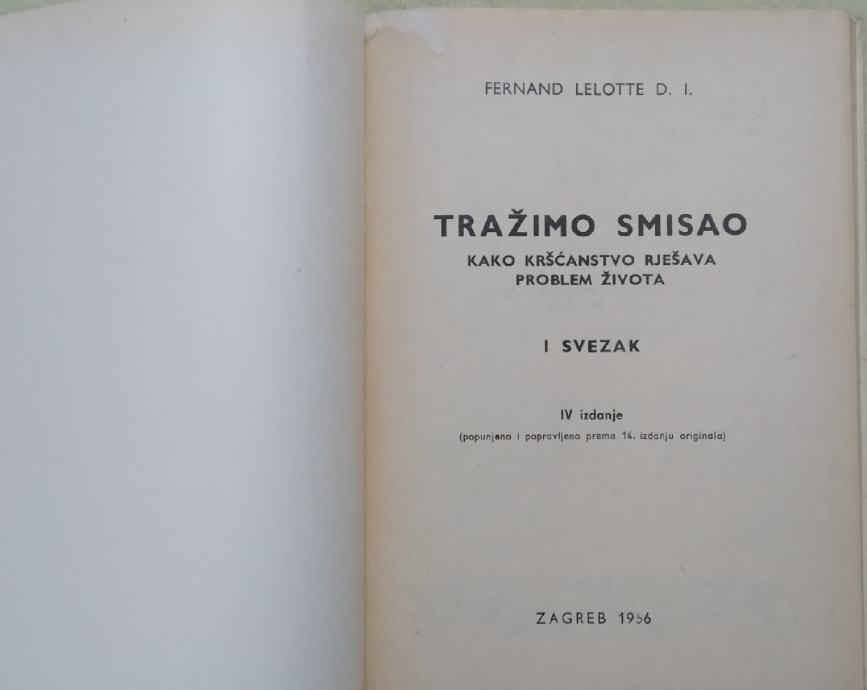 FERNAND LELOTTE D. I.
TRAŽIMO SMISAO
KAKO KRŠĆANSTVO RJEŠAVA
PROBLEM ŽIVOTA
I SVEZAK
IV izdanje
(popunjeno i popravljeno prema 14. izdanju originala)
ZAGREB